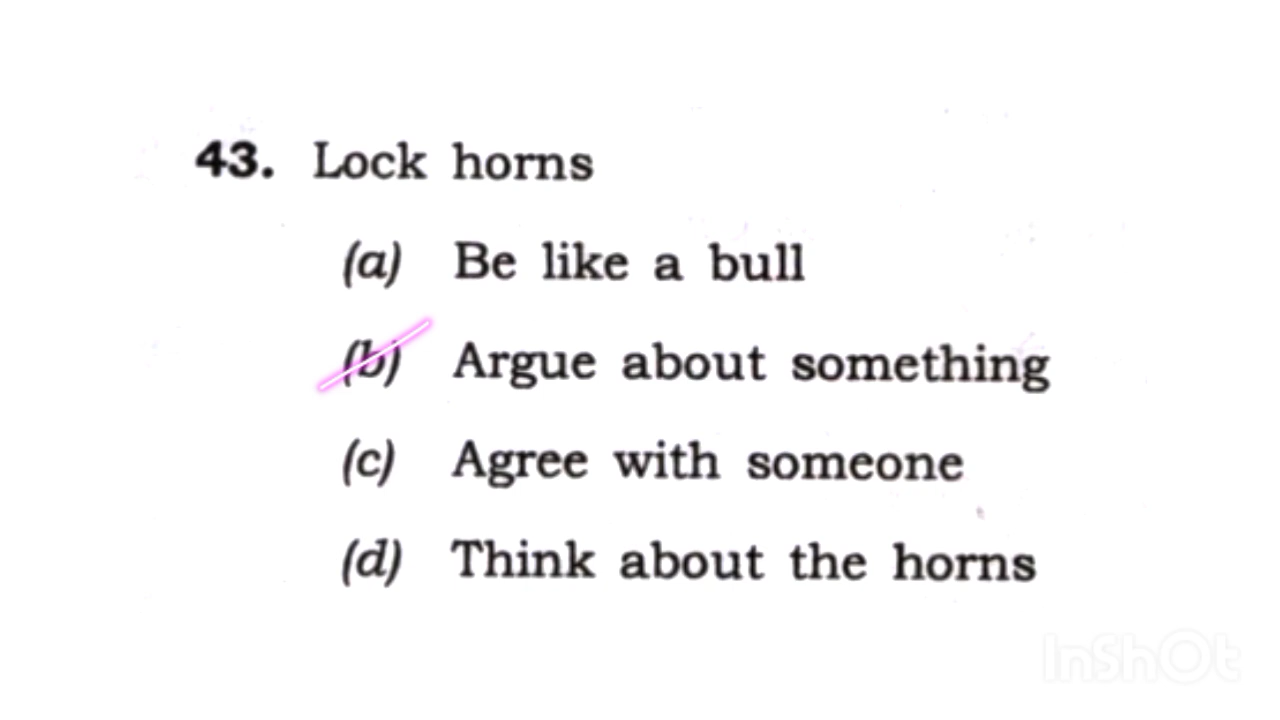 43. Lock horns
(a) Be like a bull
(b) Argue about something
(c) Agree with someone
(d) Think about the horns
InShOt